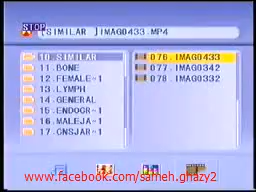 STOP
[SIMILAR ]IMAG0433.MP4
10.SIMILAR
11.BONE
12.FEMALE~1
13.LYMPH
14.GENERAL
15.ENDOCR~1
16.MALEJA~1
17.GNSJAR~1
076.IMAG0433
077.IMAG0342
078.IMAG0332
www.facebook.com/sameh.ghazy2